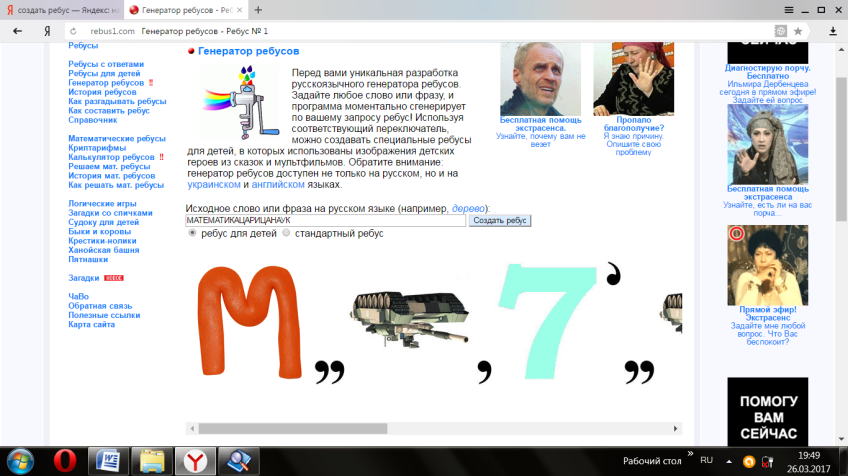 создать ребус — Яндекс: на
Генератор ребусов - Реб
rebus1.com Генератор ребусов - Ребус № 1
Ребусы
Ребусы с ответами
Ребусы для детей
Генератор ребусов !!
История ребусов
Как разгадывать ребусы
Как составить ребус
Справочник
Математические ребусы
Криптарифмы
Калькулятор ребусов !!
Решаем мат. ребусы
История мат. ребусов
Как решать мат. ребусы
Логические игры
Загадки со спичками
Судоку для детей
Быки и коровы
Крестики-нолики
Ханойская башня
Пятнашки
Загадки НОВОЕ
ЧаВо
Обратная связь
Полезные ссылки
Карта сайта
Генератор ребусов
Перед вами уникальная разработка
русскоязычного генератора ребусов.
Задайте любое слово или фразу, и
программа моментально сгенерирует
по вашему запросу ребус! Используя
соответствующий переключатель,
можно создавать специальные ребусы
для детей, в которых использованы изображения детских
героев из сказок и мультфильмов. Обратите внимание:
генератор ребусов доступен не только на русском, но и на
украинском и английском языках.
Исходное слово или фраза на русском языке (например, дерево):
МАТЕМАТИКАЦАРИЦАНАУК Создать ребус
ребус для детей стандартный ребус
М ,, , 7 , ,,
Бесплатная помощь
экстрасенса.
Узнайте, почему вам не
везет
Пропало
благополучие?
Я знаю причину.
Опишите свою
проблему
СЕЙЧАС
Диагностирую порчу.
Бесплатно
Ильмира Дербенцева
сегодня в прямом эфире!
Задайте ей вопрос
Бесплатная помощь
экстрасенса
Узнайте, есть ли на вас
порча...
Прямой эфир!
Экстрасенс
Задайте мне любой
вопрос. Что Вас
беспокоит?
ПОМОГУ
ВАМ
СЕЙЧАС
Рабочий стол » RU 19:49
26.03.2017